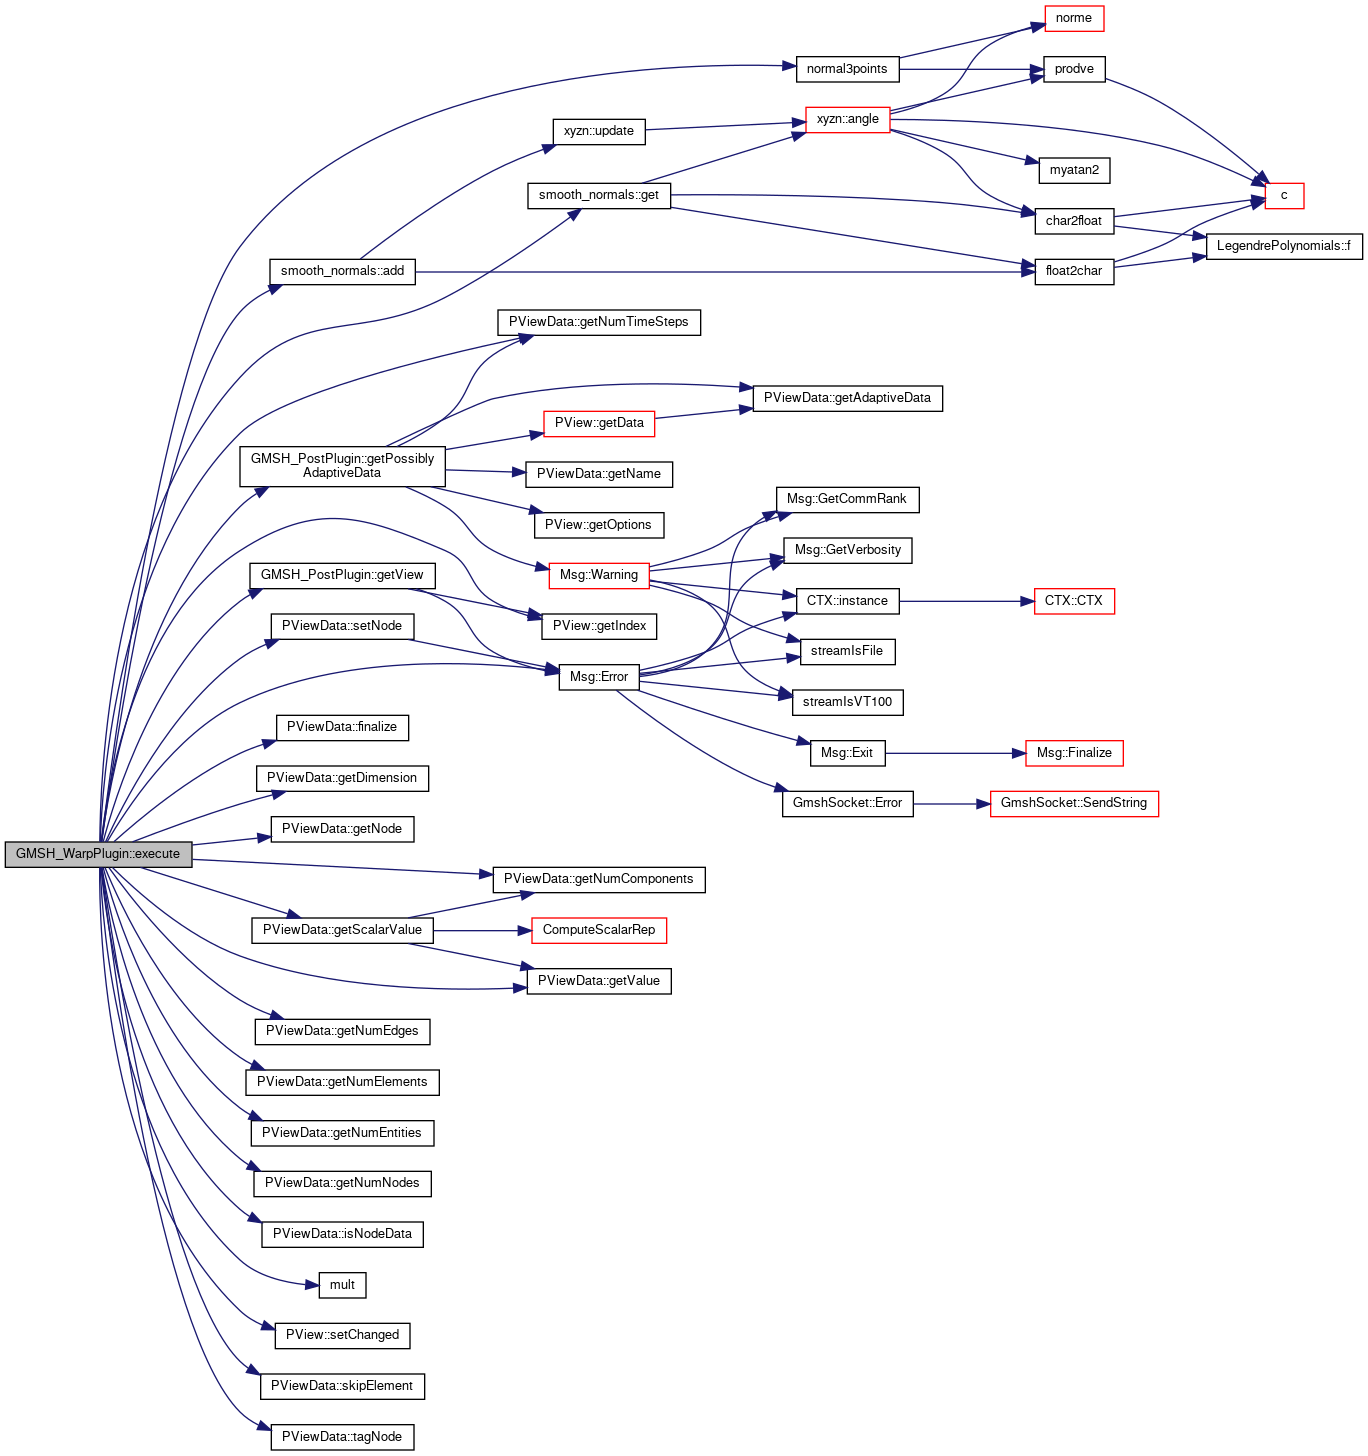 norme
normal3points
prodve
xyzn::angle
xyzn::update
myatan2
smooth_normals::get
c
char2float
LegendrePolynomials::f
smooth_normals::add
float2char
PViewData::getNumTimeSteps
PViewData::getAdaptiveData
PView::getData
GMSH_PostPlugin::getPossibly
AdaptiveData
PViewData::getName
Msg::GetCommRank
PView::getOptions
Msg::GetVerbosity
GMSH_PostPlugin::getView
Msg::Warning
CTX::instance
CTX::CTX
PViewData::setNode
PView::getIndex
streamIsFile
Msg::Error
streamIsVT100
PViewData::finalize
Msg::Exit
Msg::Finalize
PViewData::getDimension
GmshSocket::Error
GmshSocket::SendString
PViewData::getNode
GMSH_WarpPlugin::execute
PViewData::getNumComponents
PViewData::getScalarValue
ComputeScalarRep
PViewData::getValue
PViewData::getNumEdges
PViewData::getNumElements
PViewData::getNumEntities
PViewData::getNumNodes
PViewData::isNodeData
mult
PView::setChanged
PViewData::skipElement
PViewData::tagNode